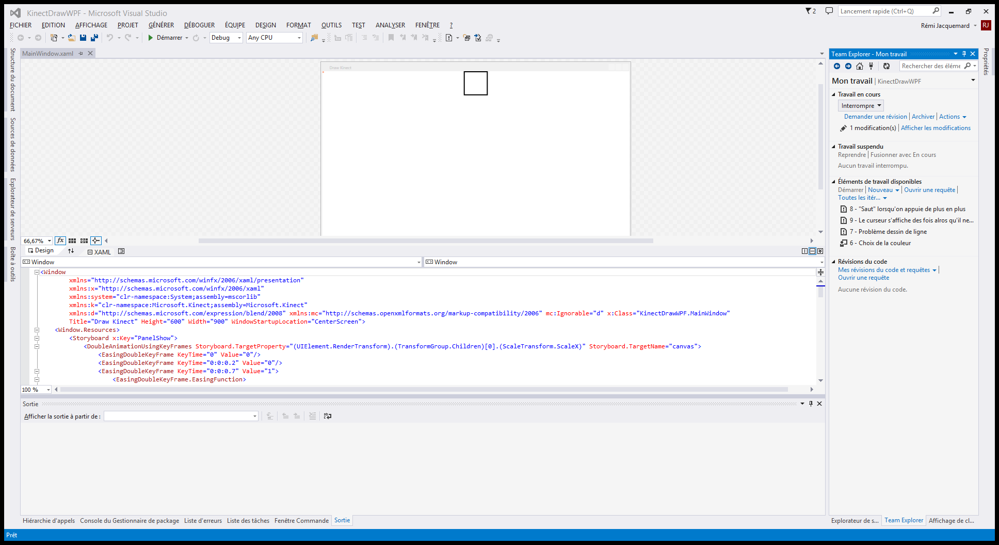 KinectDrawWPF - Microsoft Visual Studio
2
Lancement rapide (Ctrl+Q)
FICHIER EDITION AFFICHAGE PROJET GÉNÉRER DÉBOGUER ÉQUIPE DESIGN FORMAT OUTILS TEST ANALYSER FENÊTRE ?
Rémi Jacquemard RJ
Démarrer Debug Any CPU
Structure du document
Sources de données
Explorateur de serveurs
Boîte à outils
MainWindow.xaml
Draw Kinect
66,67% fx
Design XAML
Window Window
<Window
xmlns="http://schemas.microsoft.com/winfx/2006/xaml/presentation"
xmlns:x="http://schemas.microsoft.com/winfx/2006/xaml"
xmlns:system="clr-namespace:System;assembly=mscorlib"
xmlns:k="clr-namespace:Microsoft.Kinect;assembly=Microsoft.Kinect"
xmlns:d="http://schemas.microsoft.com/expression/blend/2008" xmlns:mc="http://schemas.openxmlformats.org/markup-compatibility/2006" mc:Ignorable="d" x:Class="KinectDrawWPF.MainWindow"
Title="Draw Kinect" Height="600" Width="900" WindowStartupLocation="CenterScreen">
<Window.Resources>
<Storyboard x:Key="PanelShow">
<DoubleAnimationUsingKeyFrames Storyboard.TargetProperty="(UIElement.RenderTransform).(TransformGroup.Children)[0].(ScaleTransform.ScaleX)" Storyboard.TargetName="canvas">
<EasingDoubleKeyFrame KeyTime="0" Value="0"/>
<EasingDoubleKeyFrame KeyTime="0:0:0.2" Value="0"/>
<EasingDoubleKeyFrame KeyTime="0:0:0.7" Value="1">
<EasingDoubleKeyFrame.EasingFunction>
100 %
Sortie
Afficher la sortie à partir de :
Hiérarchie d'appels Console du Gestionnaire de package Liste d'erreurs Liste des tâches Fenêtre Commande Sortie
Team Explorer - Mon travail
Rechercher des éléme
Mon travail | KinectDrawWPF
Travail en cours
Interrompre
Demander une révision | Archiver | Actions
1 modification(s) | Afficher les modifications
Travail suspendu
Reprendre | Fusionner avec En cours
Aucun travail interrompu.
Éléments de travail disponibles
Démarrer | Nouveau | Ouvrir une requête |
Toutes les itér...
8 - "Saut" lorsqu'on appuie de plus en plus
9 - Le curseur s'affiche des fois alros qu'il ne...
7 - Problème dessin de ligne
6 - Choix de la couleur
Révisions du code
Mes révisions du code et requêtes |
Ouvrir une requête
Aucune révision du code.
Explorateur de s... Team Explorer Affichage de cl...
Propriétés
Prêt